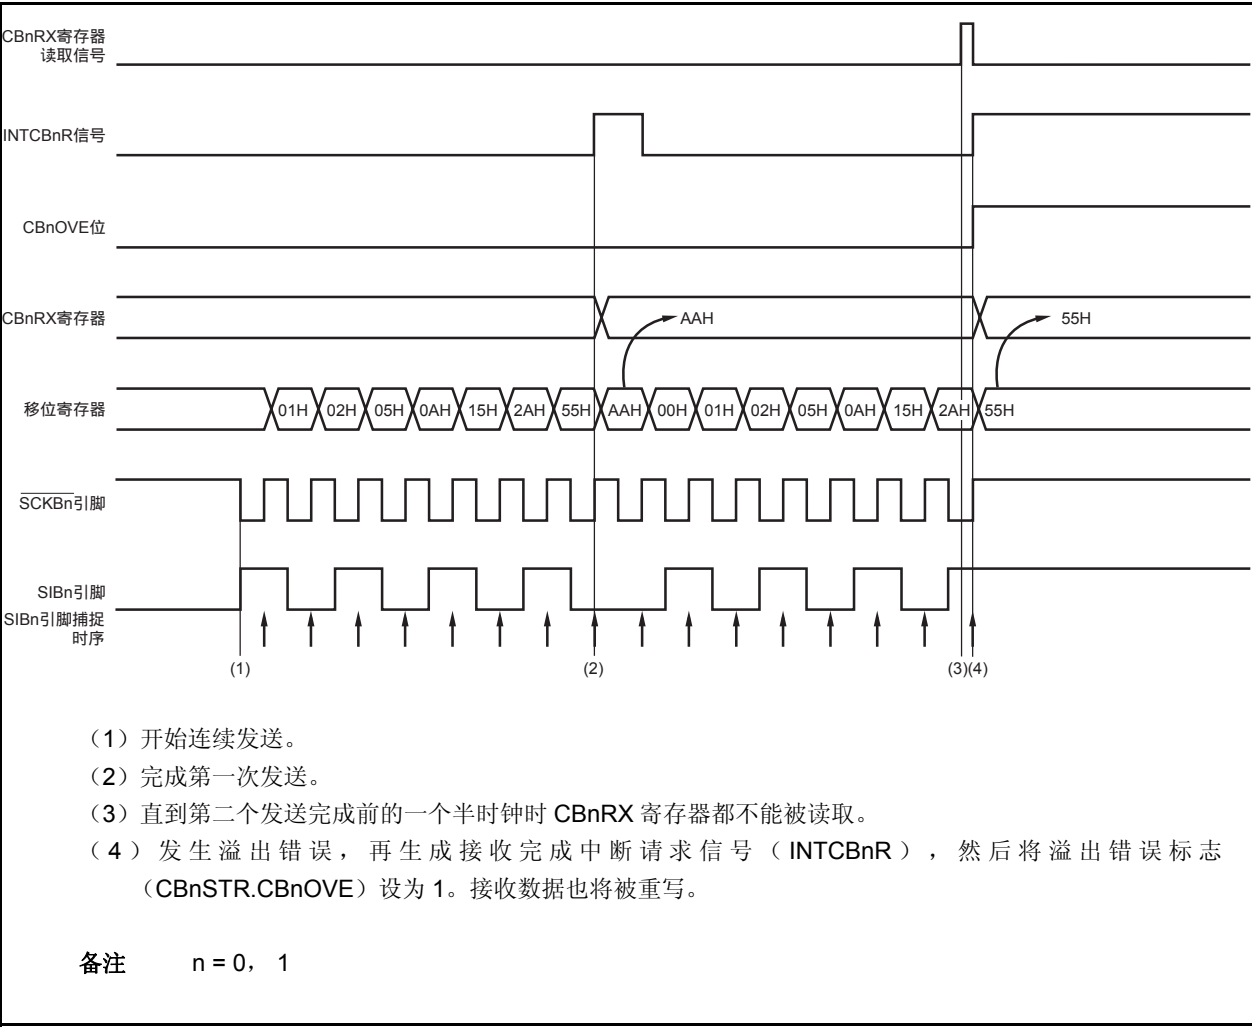 CBnRX寄存器
读取信号
INTCBnR信号
CBnOVE位
CBnRX寄存器
AAH
55H
移位寄存器
01H 02H 05H 0AH 15H 2AH 55H AAH 00H 01H 02H 05H 0AH 15H 2AH 55H
SCKBn引脚
SIBn引脚
SIBn引脚捕捉
时序
(1) (2) (3)(4)
（1）开始连续发送。
（2）完成第一次发送。
（3）直到第二个发送完成前的一个半时钟时 CBnRX 寄存器都不能被读取。
（4）发生溢出错误，再生成接收完成中断请求信号（INTCBnR），然后将溢出错误标志
（CBnSTR.CBnOVE）设为 1。接收数据也将被重写。
备注 n = 0， 1